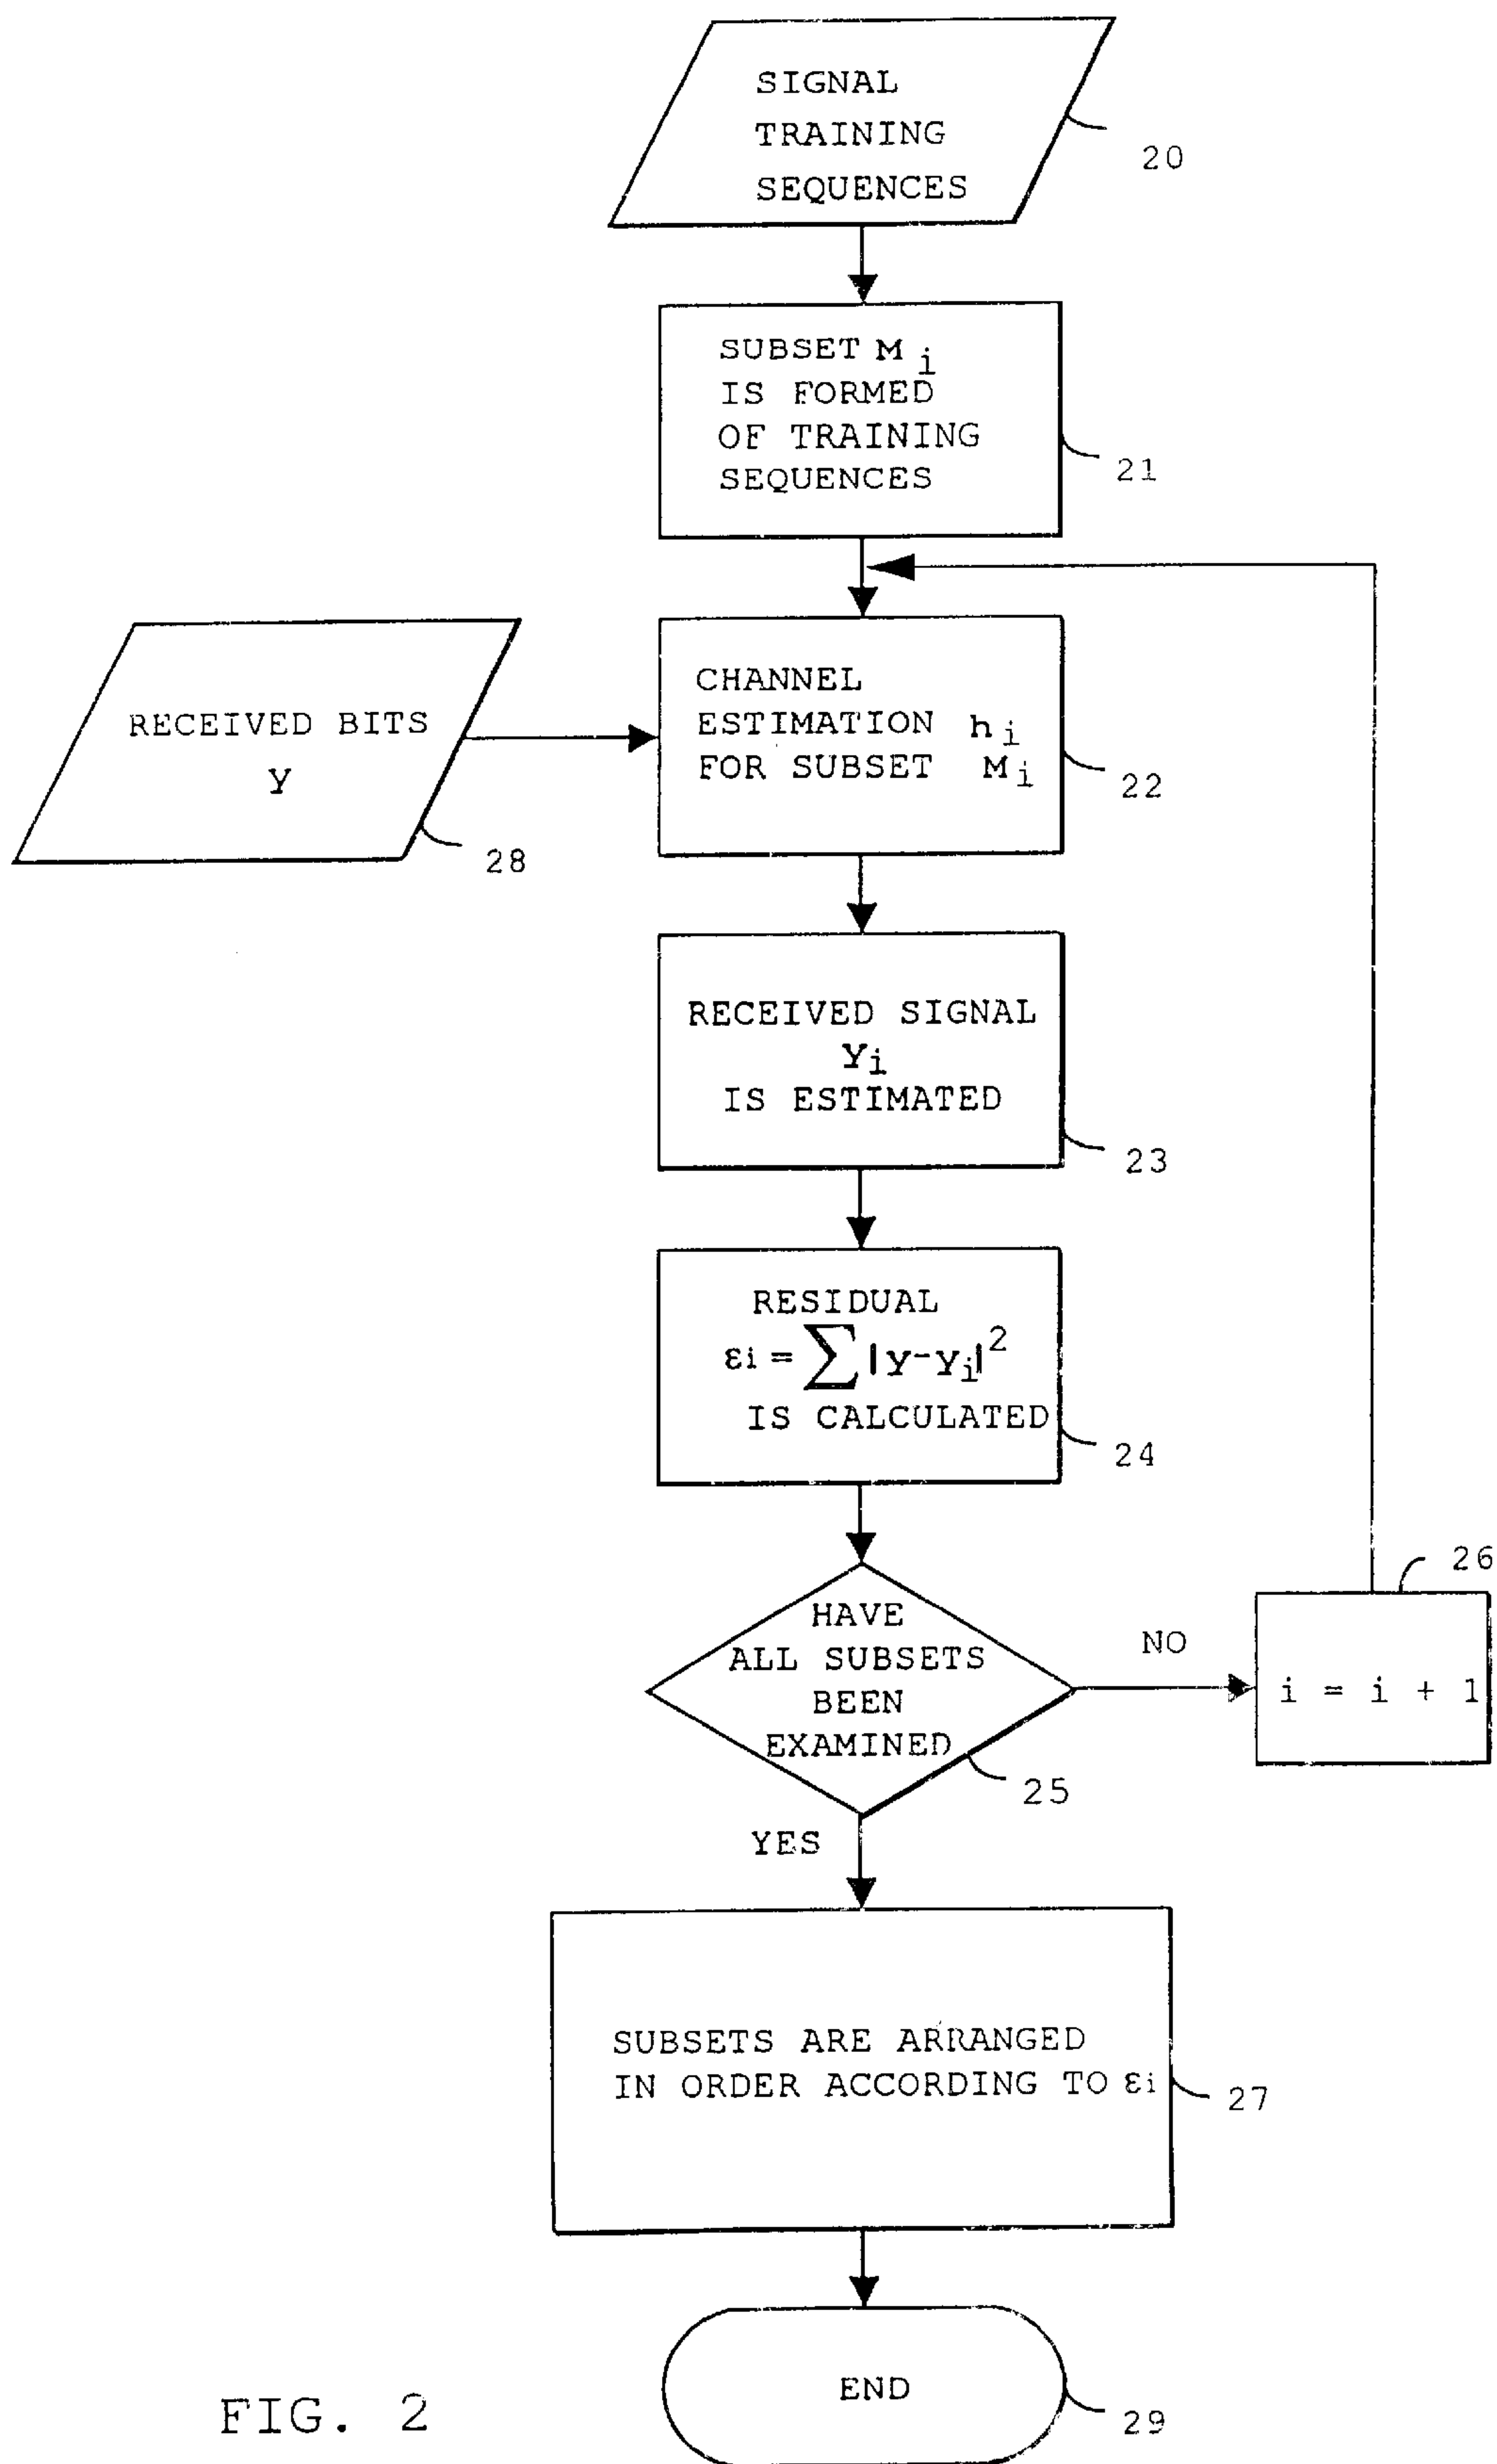 SIGNAL
TRAINING
SEQUENCES
20
SUBSET M i
IS FORMED
OF TRAINING
SEQUENCES
21
RECEIVED BITS
y
28
CHANNEL
ESTIMATION h i
FOR SUBSET M i
22
RECEIVED SIGNAL
y i
IS ESTIMATED
23
RESIDUAL
εi = ∑ |y-y i|²
IS CALCULATED
24
HAVE
ALL SUBSETS
BEEN
EXAMINED
25
NO
26
i = i + 1
YES
SUBSETS ARE ARRANGED
IN ORDER ACCORDING TO εi
27
END
29
FIG. 2